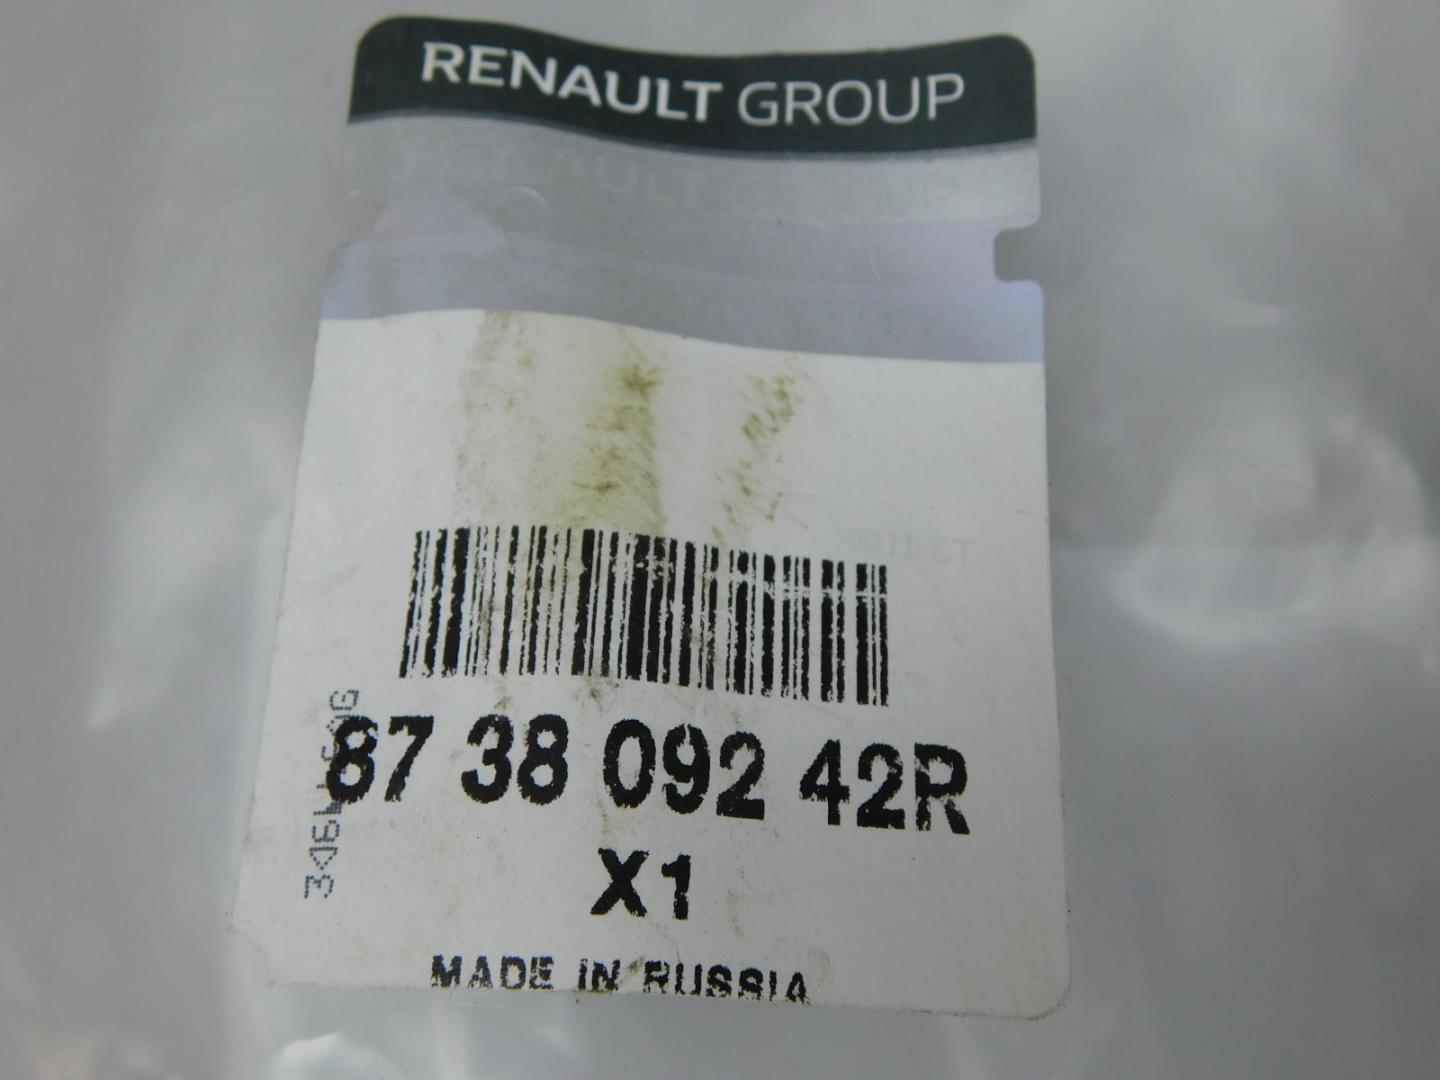 RENAULT GROUP
87 38 092 42R
X1
MADE IN RUSSIA